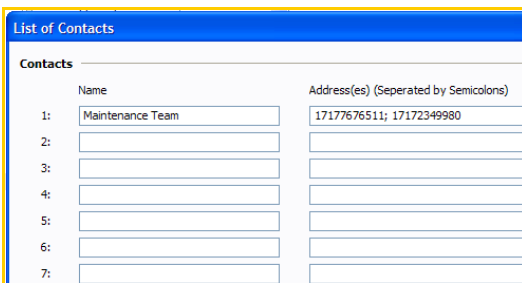 List of Contacts
Contacts
Name Address(es) (Seperated by Semicolons)
1: Maintenance Team 17177676511; 17172349980
2:
3:
4:
5:
6:
7: